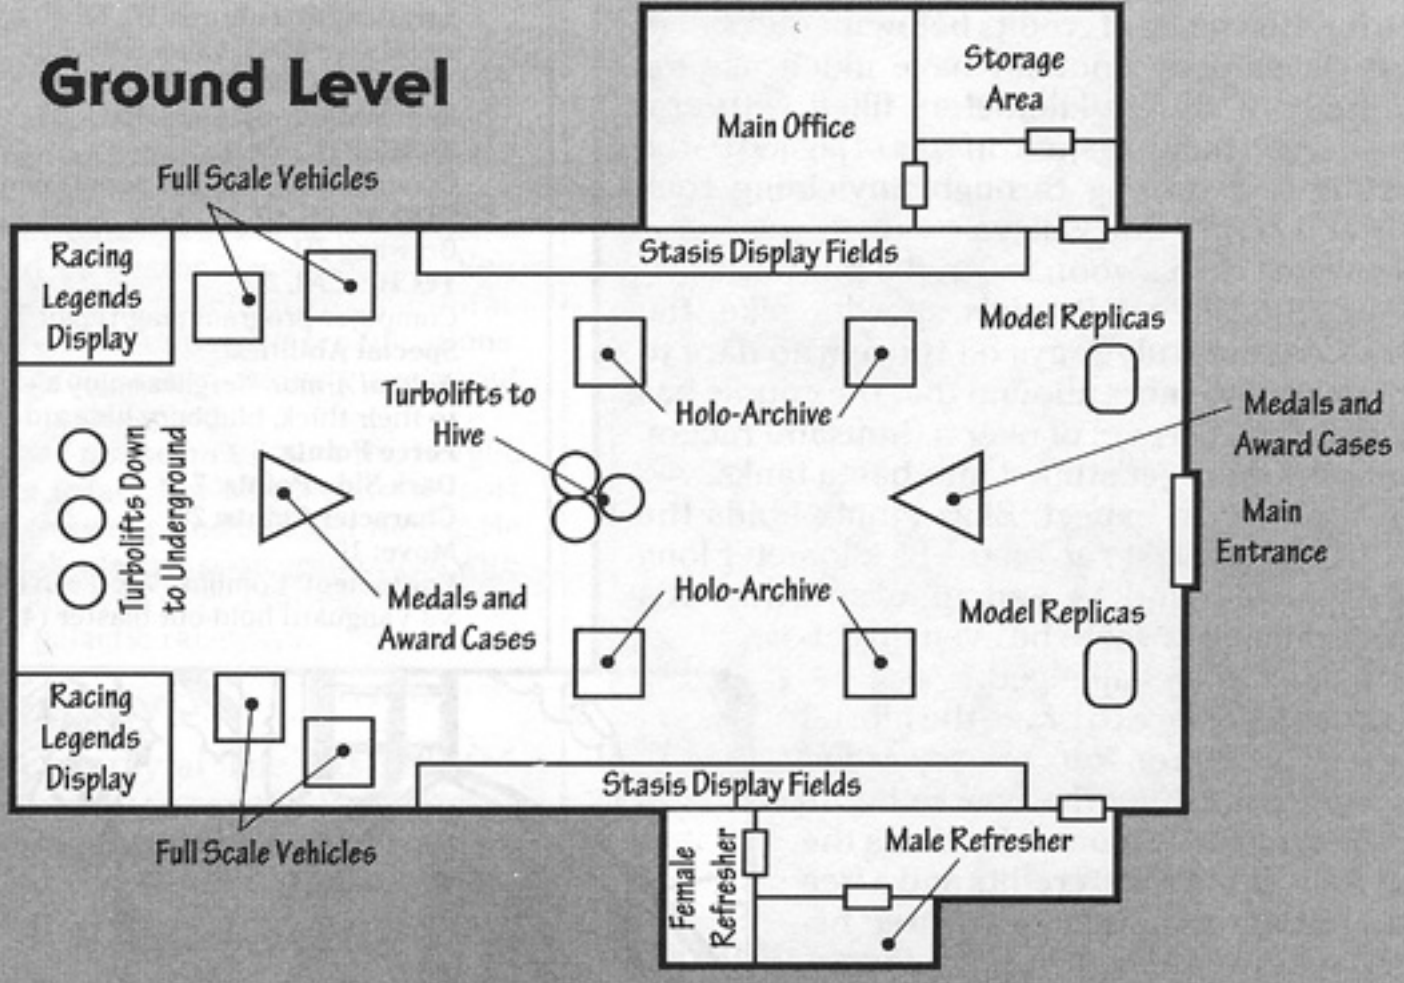 Ground Level
Storage
Area
Main Office
Full Scale Vehicles
Racing
Legends
Display
Stasis Display Fields
Model Replicas
Turbolifts to
Hive
Holo-Archive
Medals and
Award Cases
Turbolifts Down
to Underground
Main
Entrance
Medals and
Award Cases
Holo-Archive
Model Replicas
Racing
Legends
Display
Stasis Display Fields
Full Scale Vehicles
Female
Refresher
Male Refresher